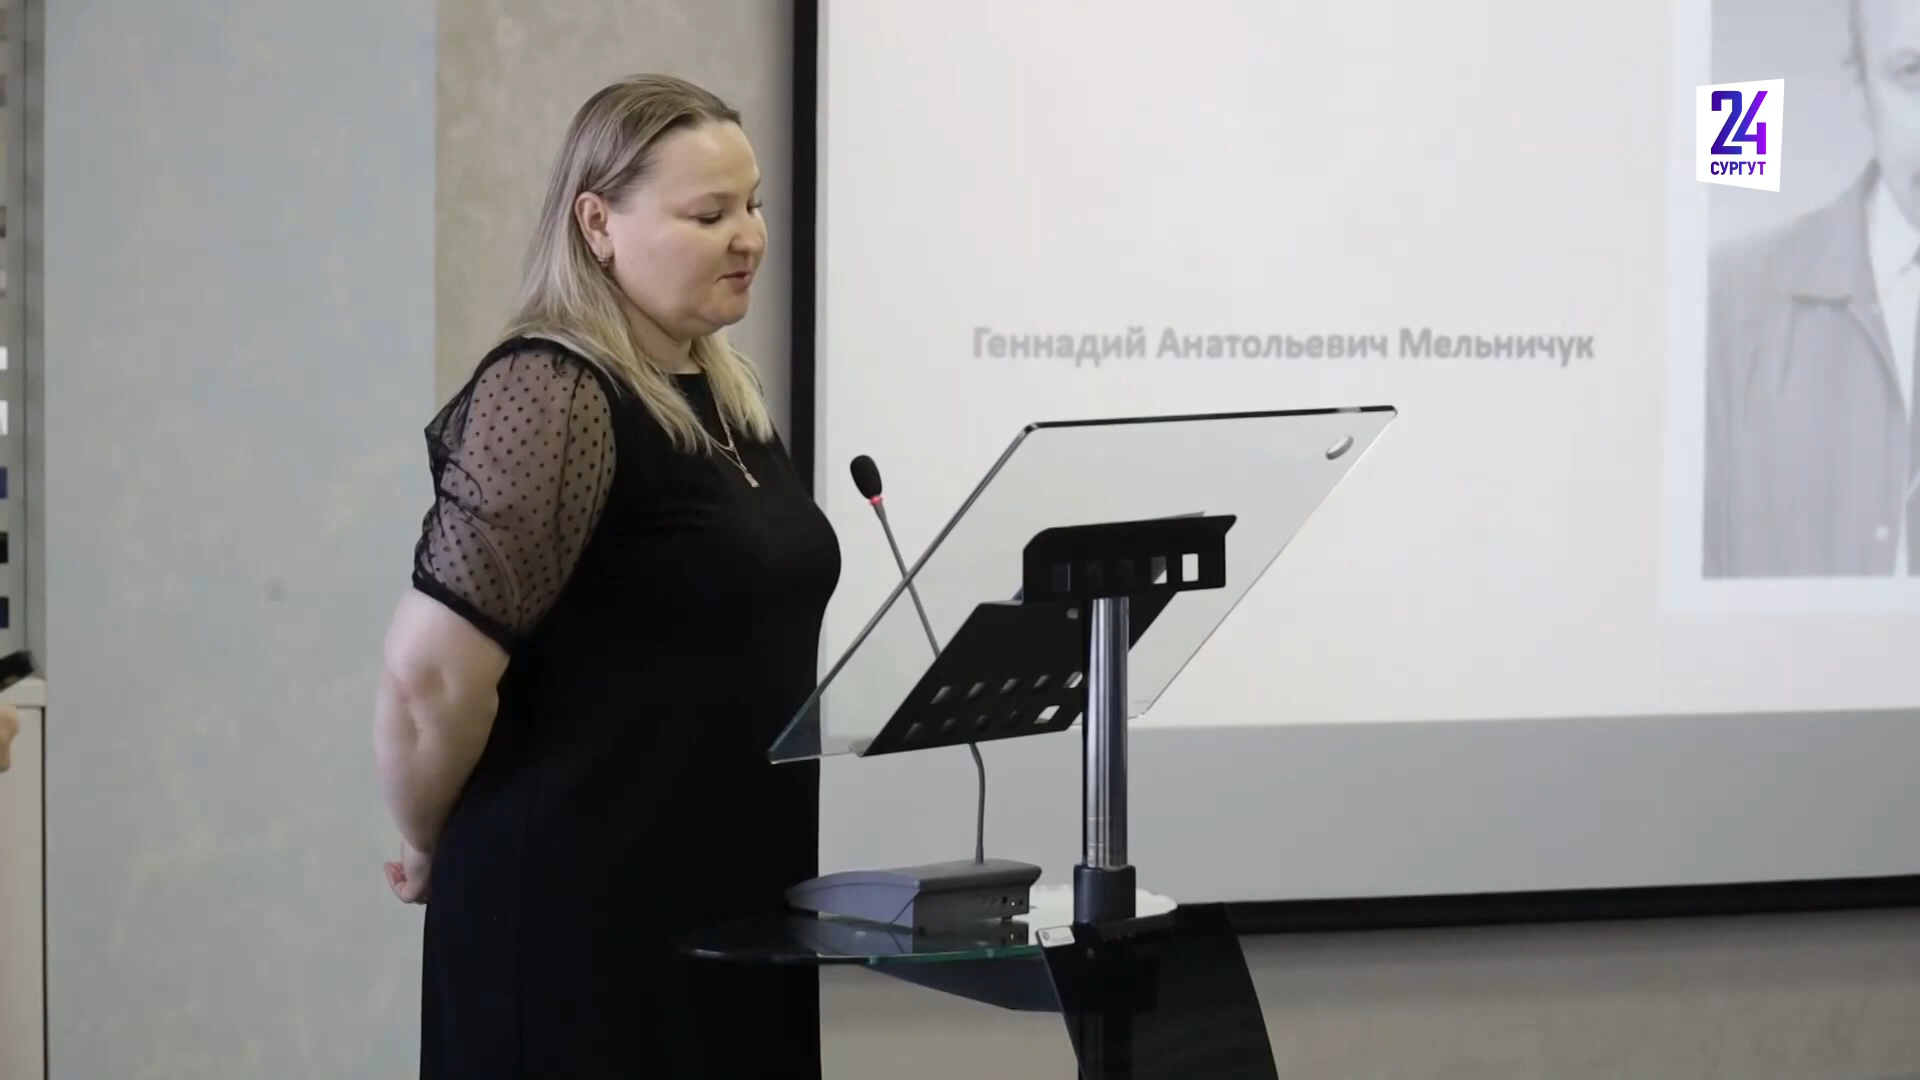 24
СУРГУТ
Геннадий Анатольевич Мельничук